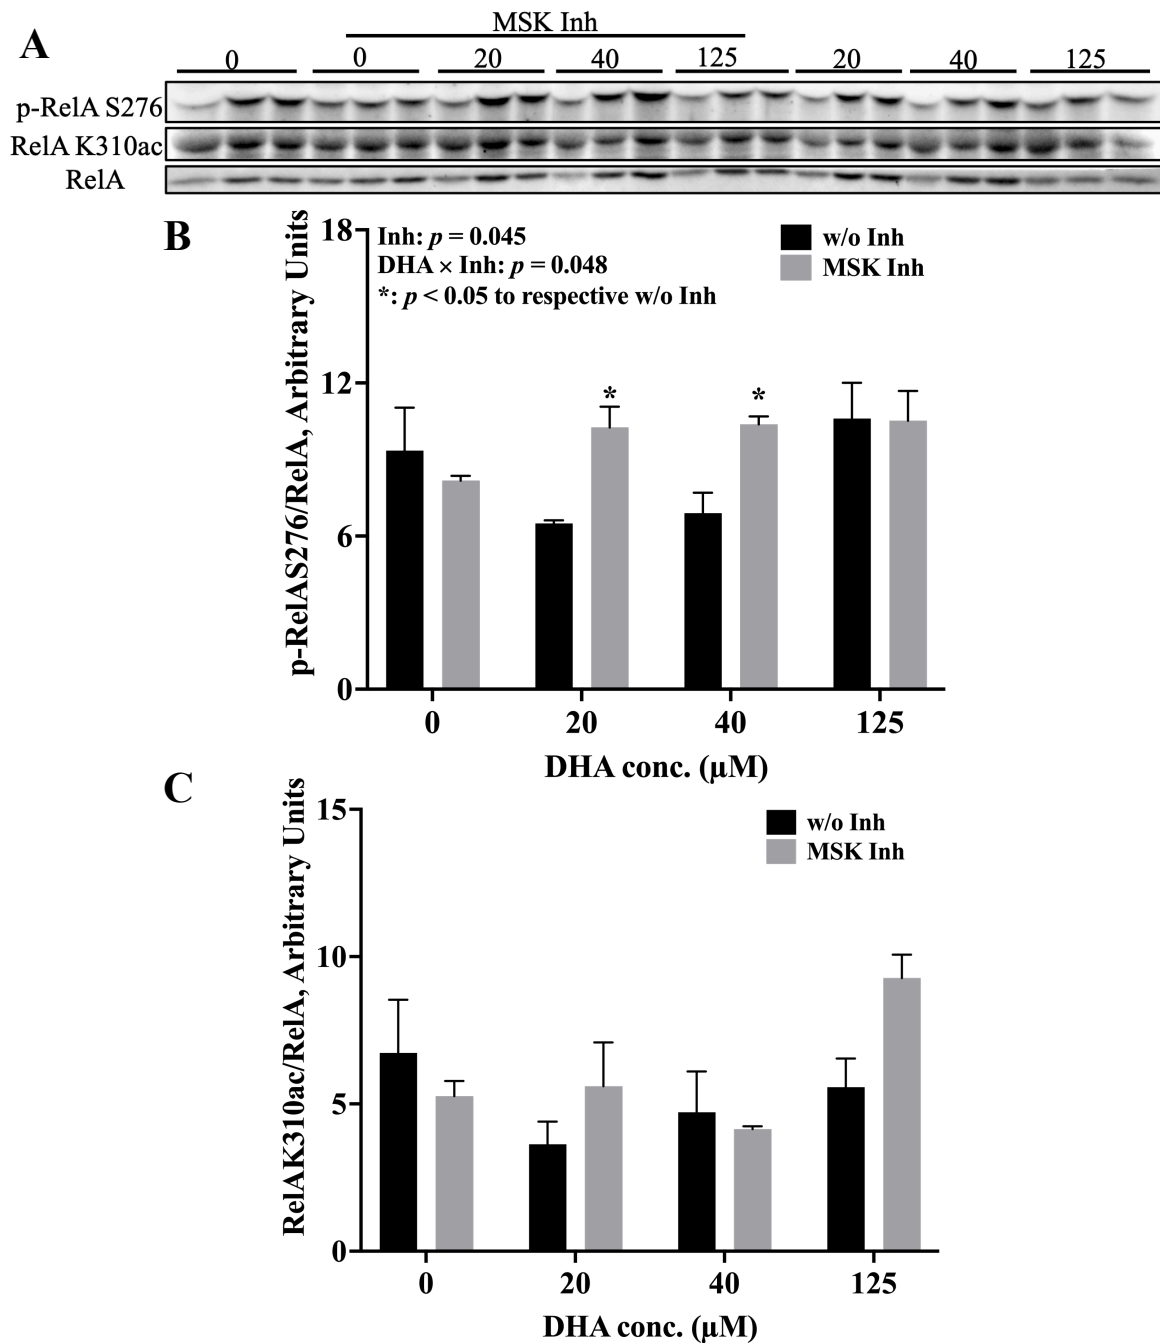 MSK Inh
A
0 0 20 40 125 20 40 125
p-RelA S276
RelA K310ac
RelA
B
p-RelAS276/RelA, Arbitrary Units
18
12
6
0
Inh: p = 0.045
DHA × Inh: p = 0.048
*: p < 0.05 to respective w/o Inh
w/o Inh
MSK Inh
* *
0 20 40 125
DHA conc. (μM)
C
RelAK310ac/RelA, Arbitrary Units
15
10
5
0
w/o Inh
MSK Inh
0 20 40 125
DHA conc. (μM)